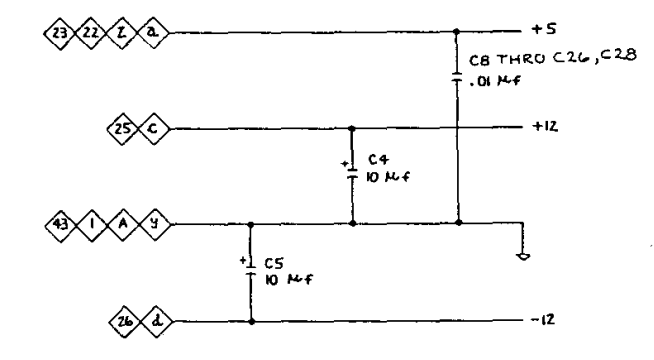 23 22 Z a +5
C8 THRU C26, C28
.01 μf
25 c +12
C4
+ 10 μf
43 1 A y
C5
+ 10 μf
26 d -12